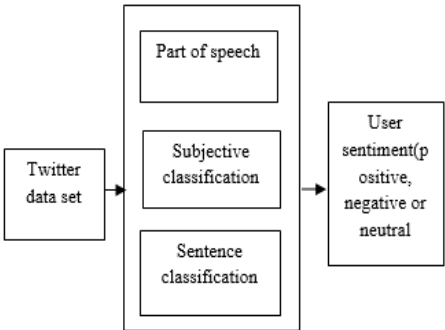 Twitter
data set
Part of speech
Subjective
classification
Sentence
classification
User
sentiment(p
ositive,
negative or
neutral